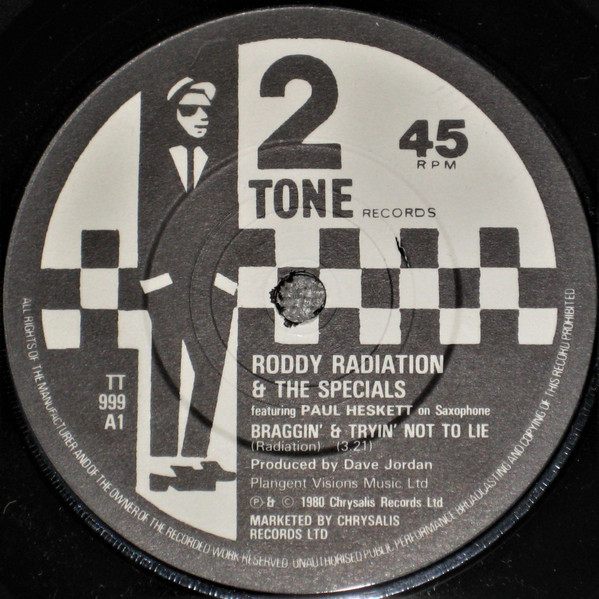 2
TONE RECORDS
45
RPM
TT
999
A1
RODDY RADIATION
& THE SPECIALS
featuring PAUL HESKETT on Saxophone
BRAGGIN' & TRYIN' NOT TO LIE
(Radiation) (3.21)
Produced by Dave Jordan
Plangent Visions Music Ltd
℗ & © 1980 Chrysalis Records Ltd
MARKETED BY CHRYSALIS
RECORDS LTD
ALL RIGHTS OF THE MANUFACTURER AND OF THE OWNER OF THE RECORDED WORK RESERVED. UNAUTHORISED PUBLIC PERFORMANCE, BROADCASTING AND COPYING OF THIS RECORD PROHIBITED